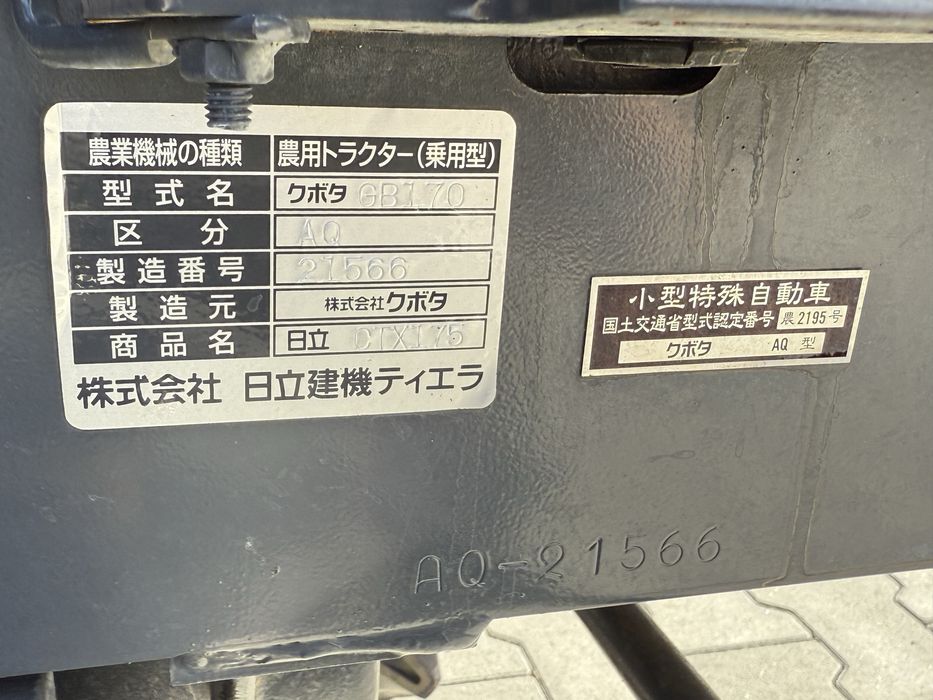 農業機械の種類 農用トラクター(乗用型)
型式名 クボタ GB170
区分 AQ
製造番号 21566
製造元 株式会社クボタ
商品名 日立 CTX175
株式会社 日立建機ティエラ
小型特殊自動車
国土交通省型式認定番号 農2195号
クボタ AQ 型
AQ-21566